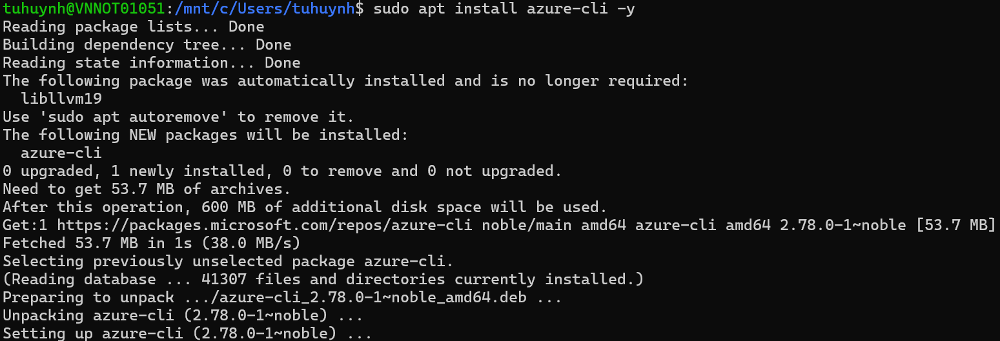 tuhuynh@VNNOT01051:/mnt/c/Users/tuhuynh$ sudo apt install azure-cli -y
Reading package lists... Done
Building dependency tree... Done
Reading state information... Done
The following package was automatically installed and is no longer required:
  libllvm19
Use 'sudo apt autoremove' to remove it.
The following NEW packages will be installed:
  azure-cli
0 upgraded, 1 newly installed, 0 to remove and 0 not upgraded.
Need to get 53.7 MB of archives.
After this operation, 600 MB of additional disk space will be used.
Get:1 https://packages.microsoft.com/repos/azure-cli noble/main amd64 azure-cli amd64 2.78.0-1~noble [53.7 MB]
Fetched 53.7 MB in 1s (38.0 MB/s)
Selecting previously unselected package azure-cli.
(Reading database ... 41307 files and directories currently installed.)
Preparing to unpack .../azure-cli_2.78.0-1~noble_amd64.deb ...
Unpacking azure-cli (2.78.0-1~noble) ...
Setting up azure-cli (2.78.0-1~noble) ...